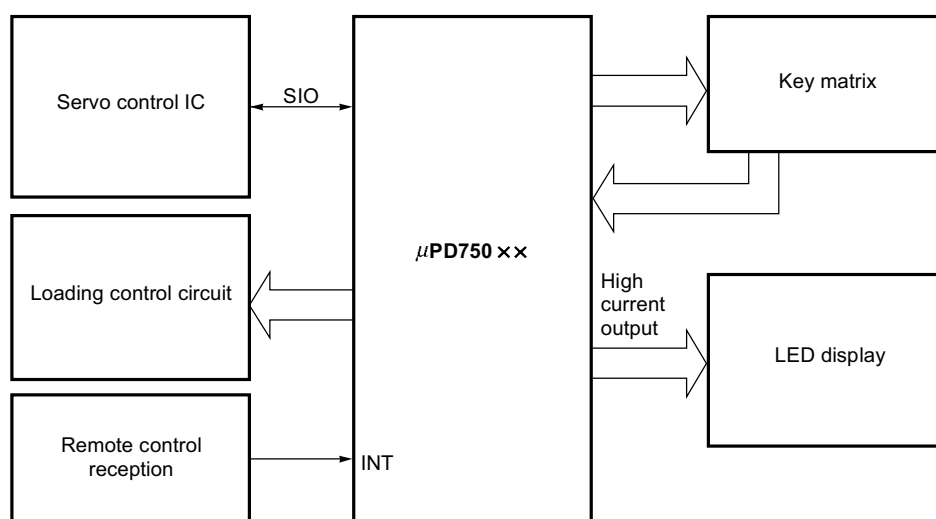 Servo control IC
SIO
Key matrix
μPD750××
Loading control circuit
High
current
output
LED display
Remote control
reception
INT